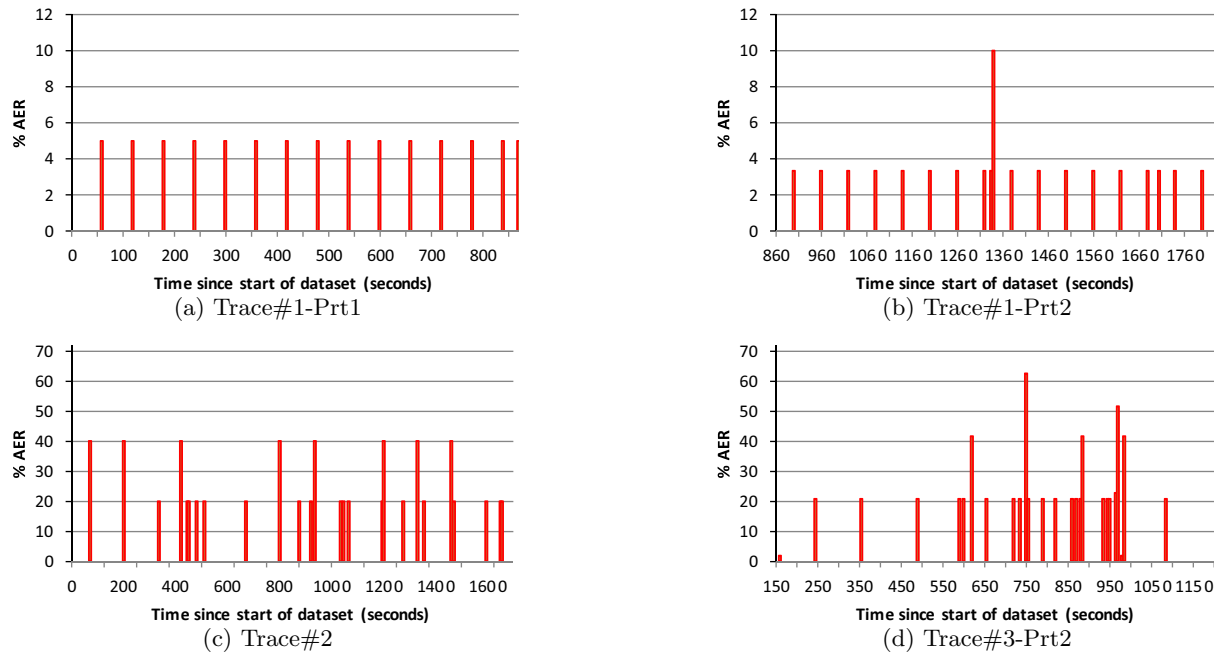 12
10
8
6
4
2
0
% AER
0 100 200 300 400 500 600 700 800
Time since start of dataset (seconds)
(a) Trace#1-Prt1
12
10
8
6
4
2
0
% AER
860 960 1060 1160 1260 1360 1460 1560 1660 1760
Time since start of dataset (seconds)
(b) Trace#1-Prt2
70
60
50
40
30
20
10
0
% AER
0 200 400 600 800 1000 1200 1400 1600
Time since start of dataset (seconds)
(c) Trace#2
70
60
50
40
30
20
10
0
% AER
150 250 350 450 550 650 750 850 950 1050 1150
Time since start of dataset (seconds)
(d) Trace#3-Prt2